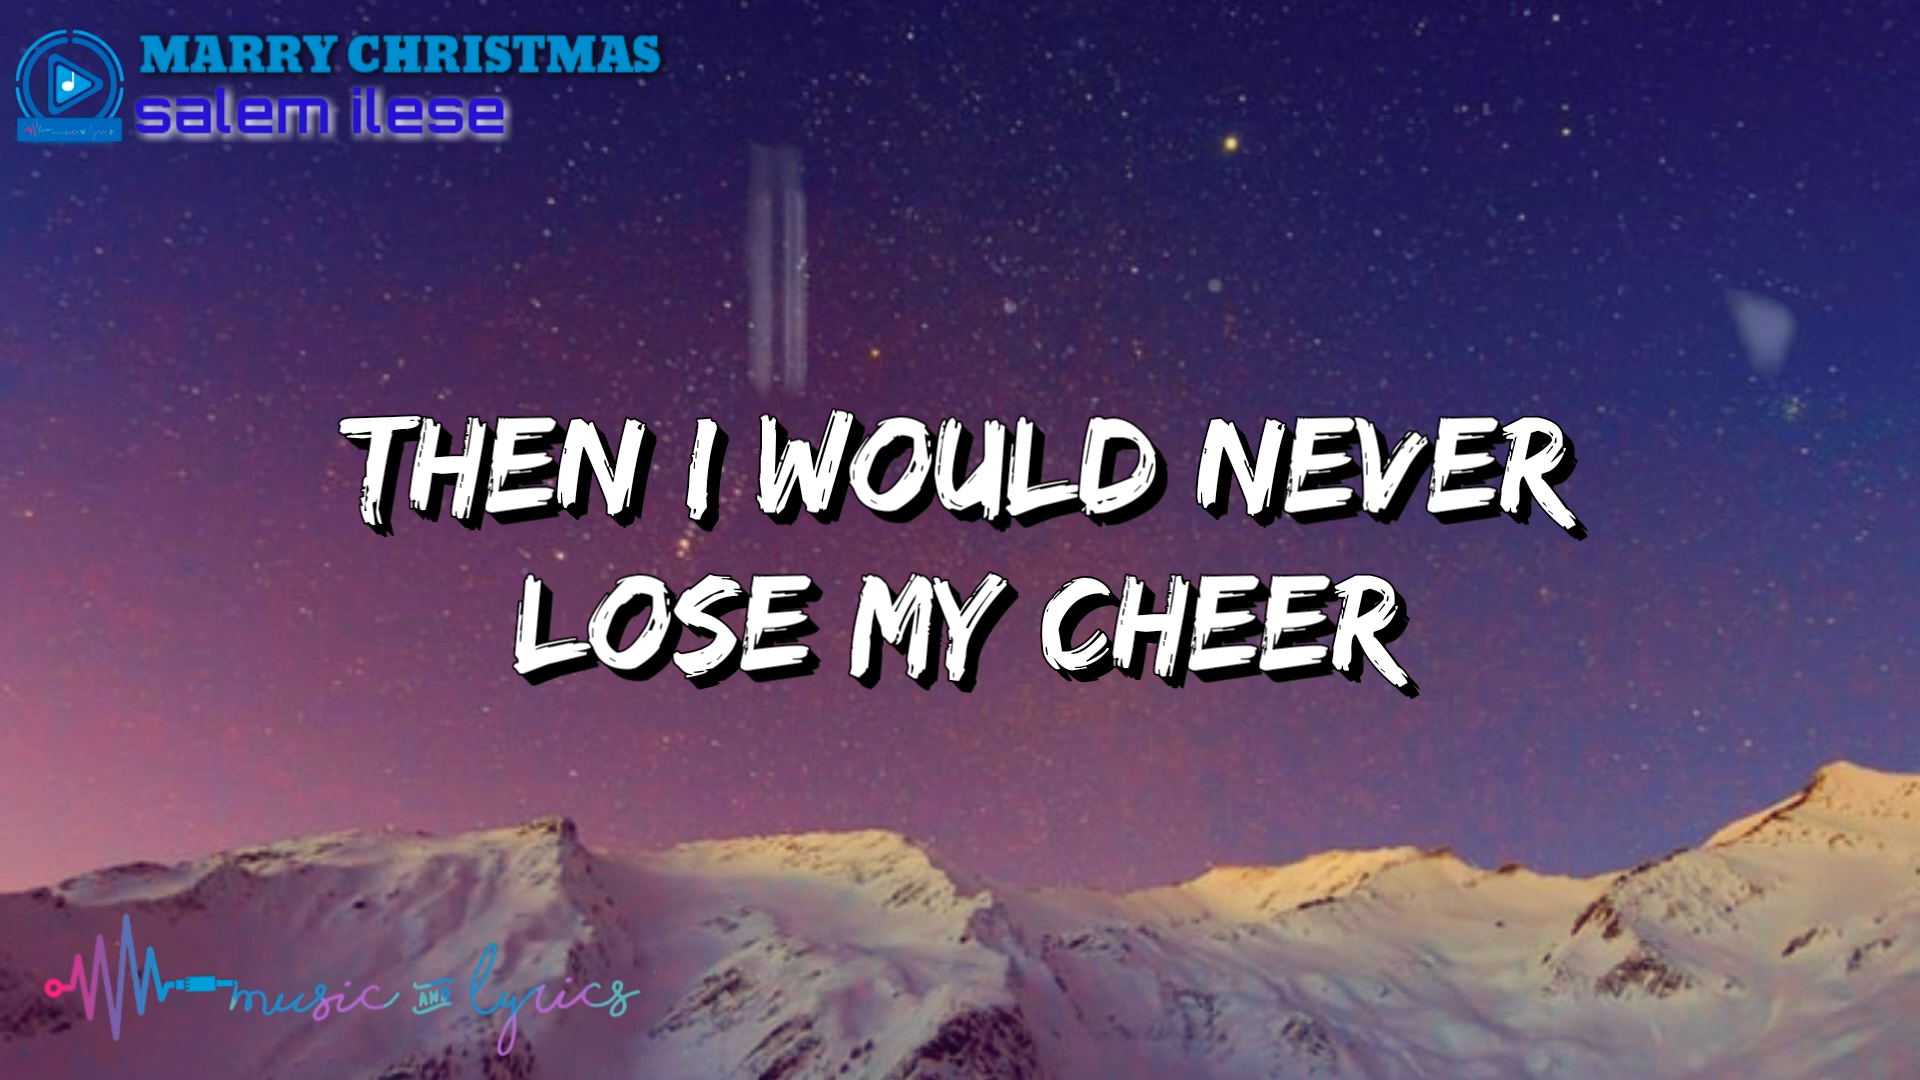 MARRY CHRISTMAS
salem ilese
THEN I WOULD NEVER
LOSE MY CHEER
music AND lyrics